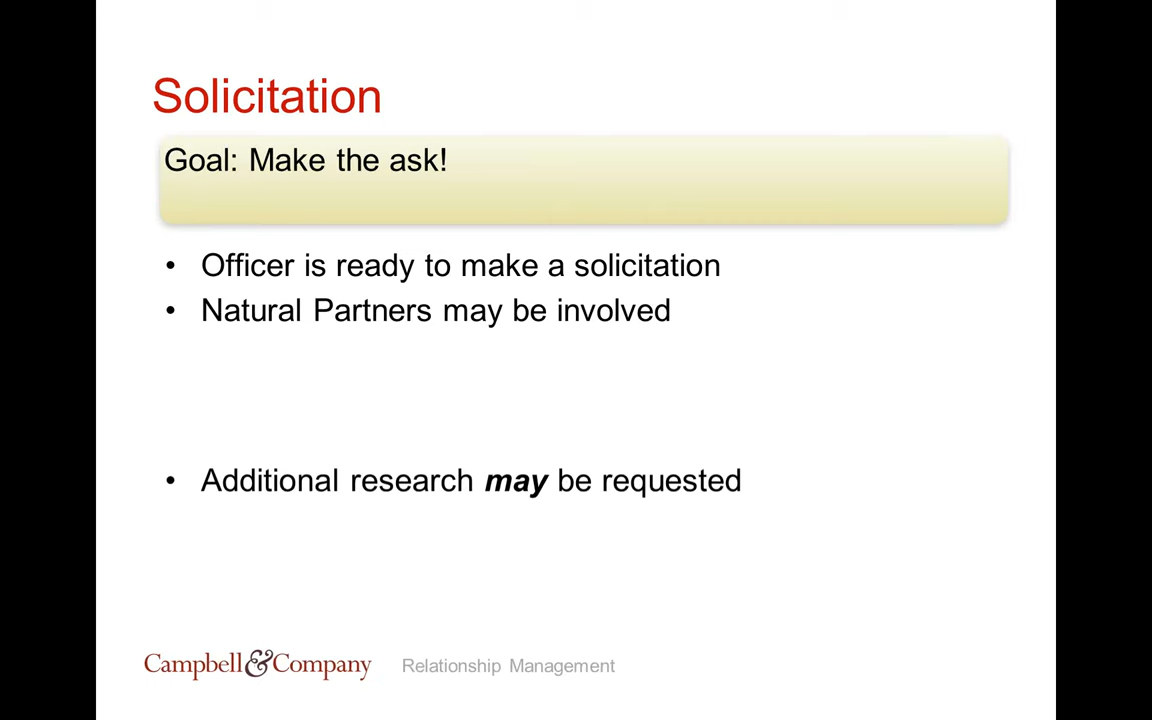 Solicitation
Goal: Make the ask!
• Officer is ready to make a solicitation
• Natural Partners may be involved
• Additional research may be requested
Campbell&Company Relationship Management